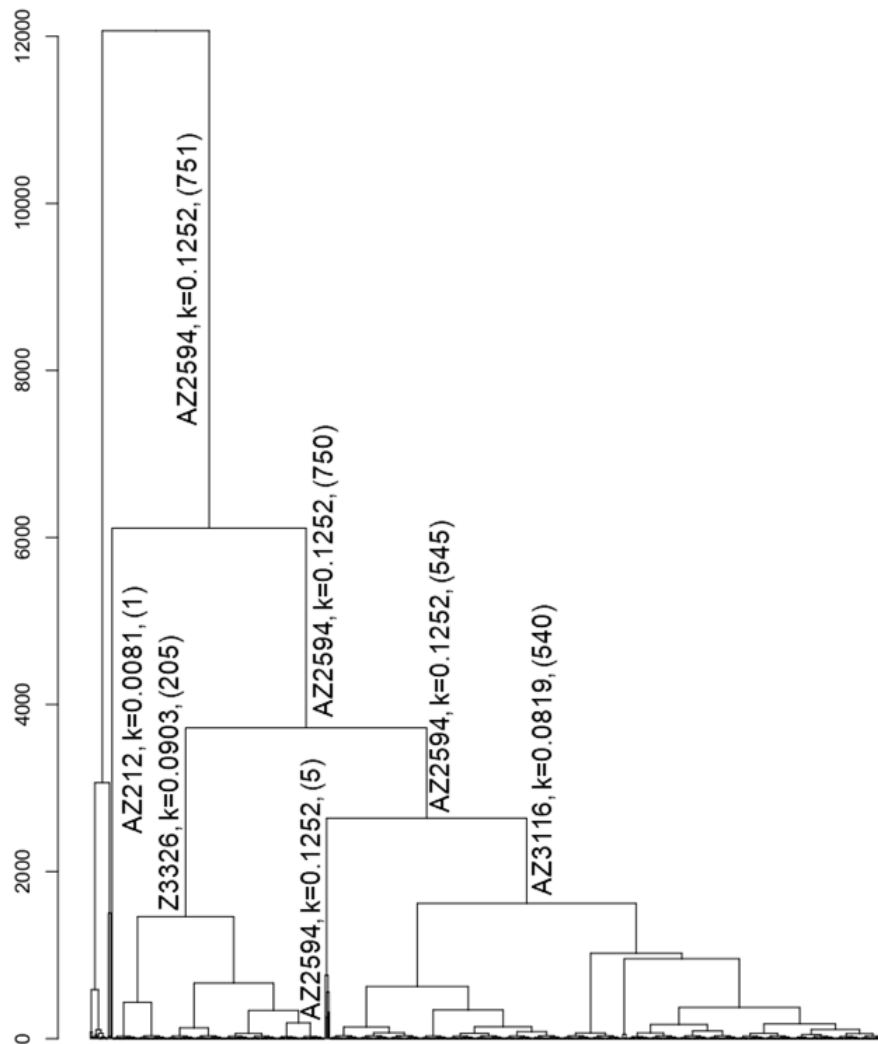 12000
10000
8000
6000
4000
2000
0
AZ2594, k=0.1252, (751)
AZ2594, k=0.1252, (750)
AZ212, k=0.0081, (1)
Z3326, k=0.0903, (205)
AZ2594, k=0.1252, (545)
AZ2594, k=0.1252, (5)
AZ3116, k=0.0819, (540)